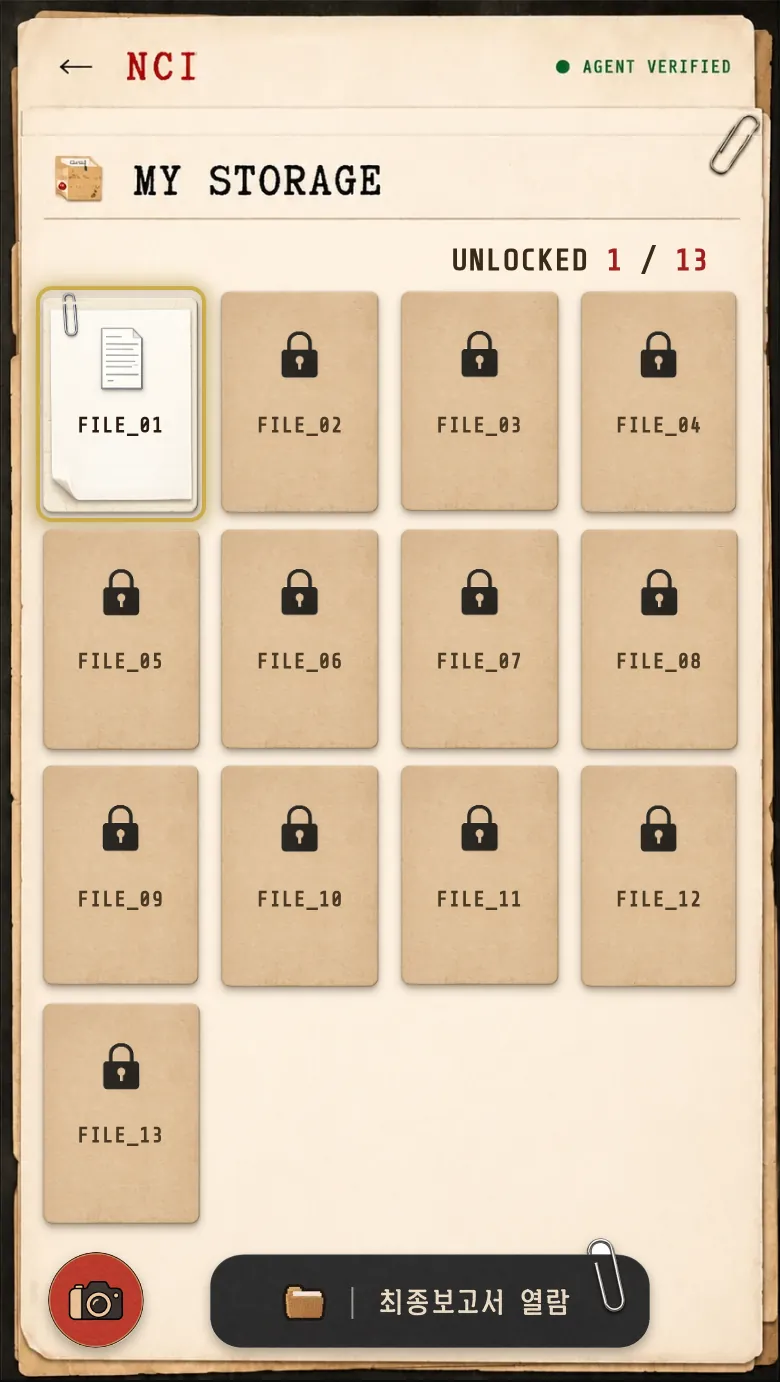 ← NCI ● AGENT VERIFIED
MY STORAGE
UNLOCKED 1 / 13
FILE_01 FILE_02 FILE_03 FILE_04
FILE_05 FILE_06 FILE_07 FILE_08
FILE_09 FILE_10 FILE_11 FILE_12
FILE_13
최종보고서 열람